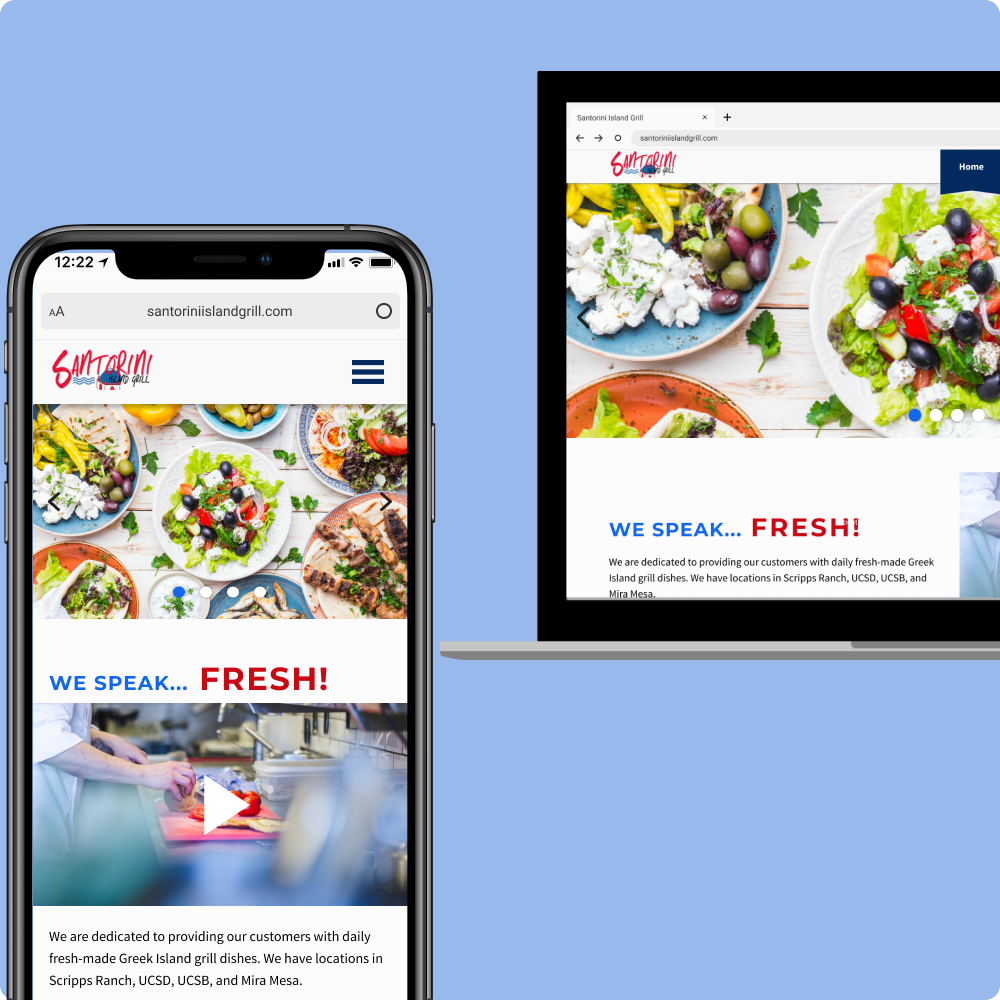 12:22
AA santoriniislandgrill.com
SANTORINI
ISLAND GRILL
WE SPEAK... FRESH!
We are dedicated to providing our customers with daily
fresh-made Greek Island grill dishes. We have locations in
Scripps Ranch, UCSD, UCSB, and Mira Mesa.
Santorini Island Grill
santoriniislandgrill.com
SANTORINI
ISLAND GRILL
Home
WE SPEAK... FRESH!
We are dedicated to providing our customers with daily fresh-made Greek
Island grill dishes. We have locations in Scripps Ranch, UCSD, UCSB, and
Mira Mesa.